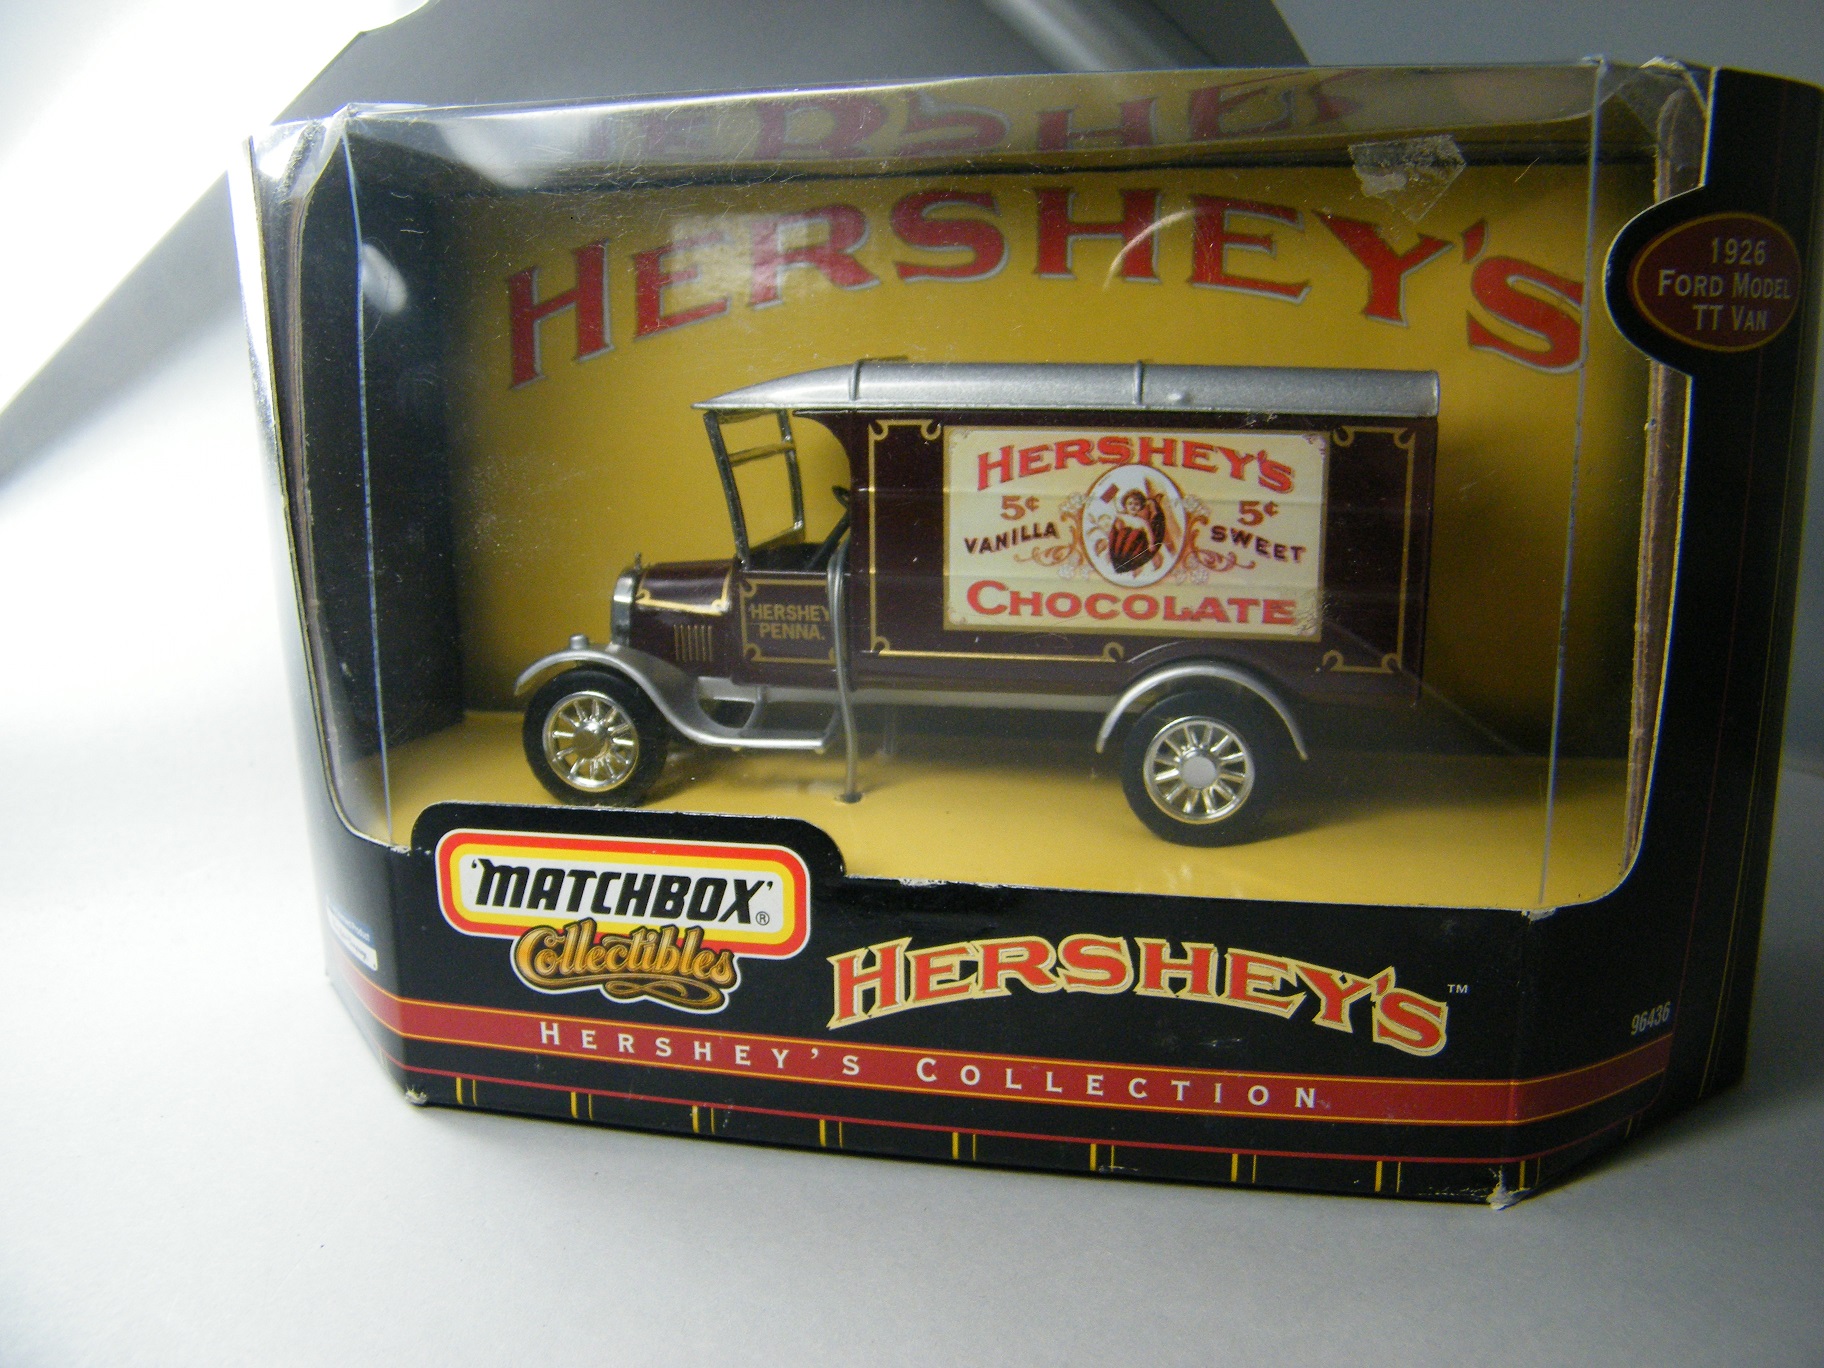 HERSHEY'S
1926
FORD MODEL
TT VAN
HERSHEY'S
5¢ 5¢
VANILLA SWEET
CHOCOLATE
HERSHEY
PENNA.
'MATCHBOX'®
Collectibles
HERSHEY'S™
96436
HERSHEY'S COLLECTION